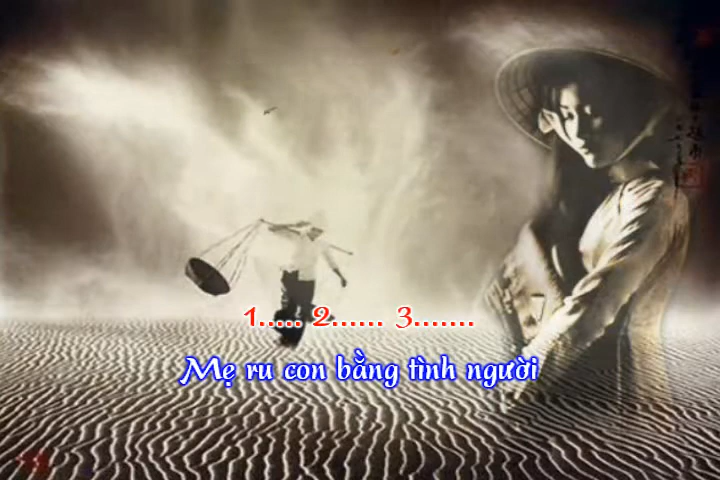 1..... 2...... 3.......
Mẹ ru con bằng tình người